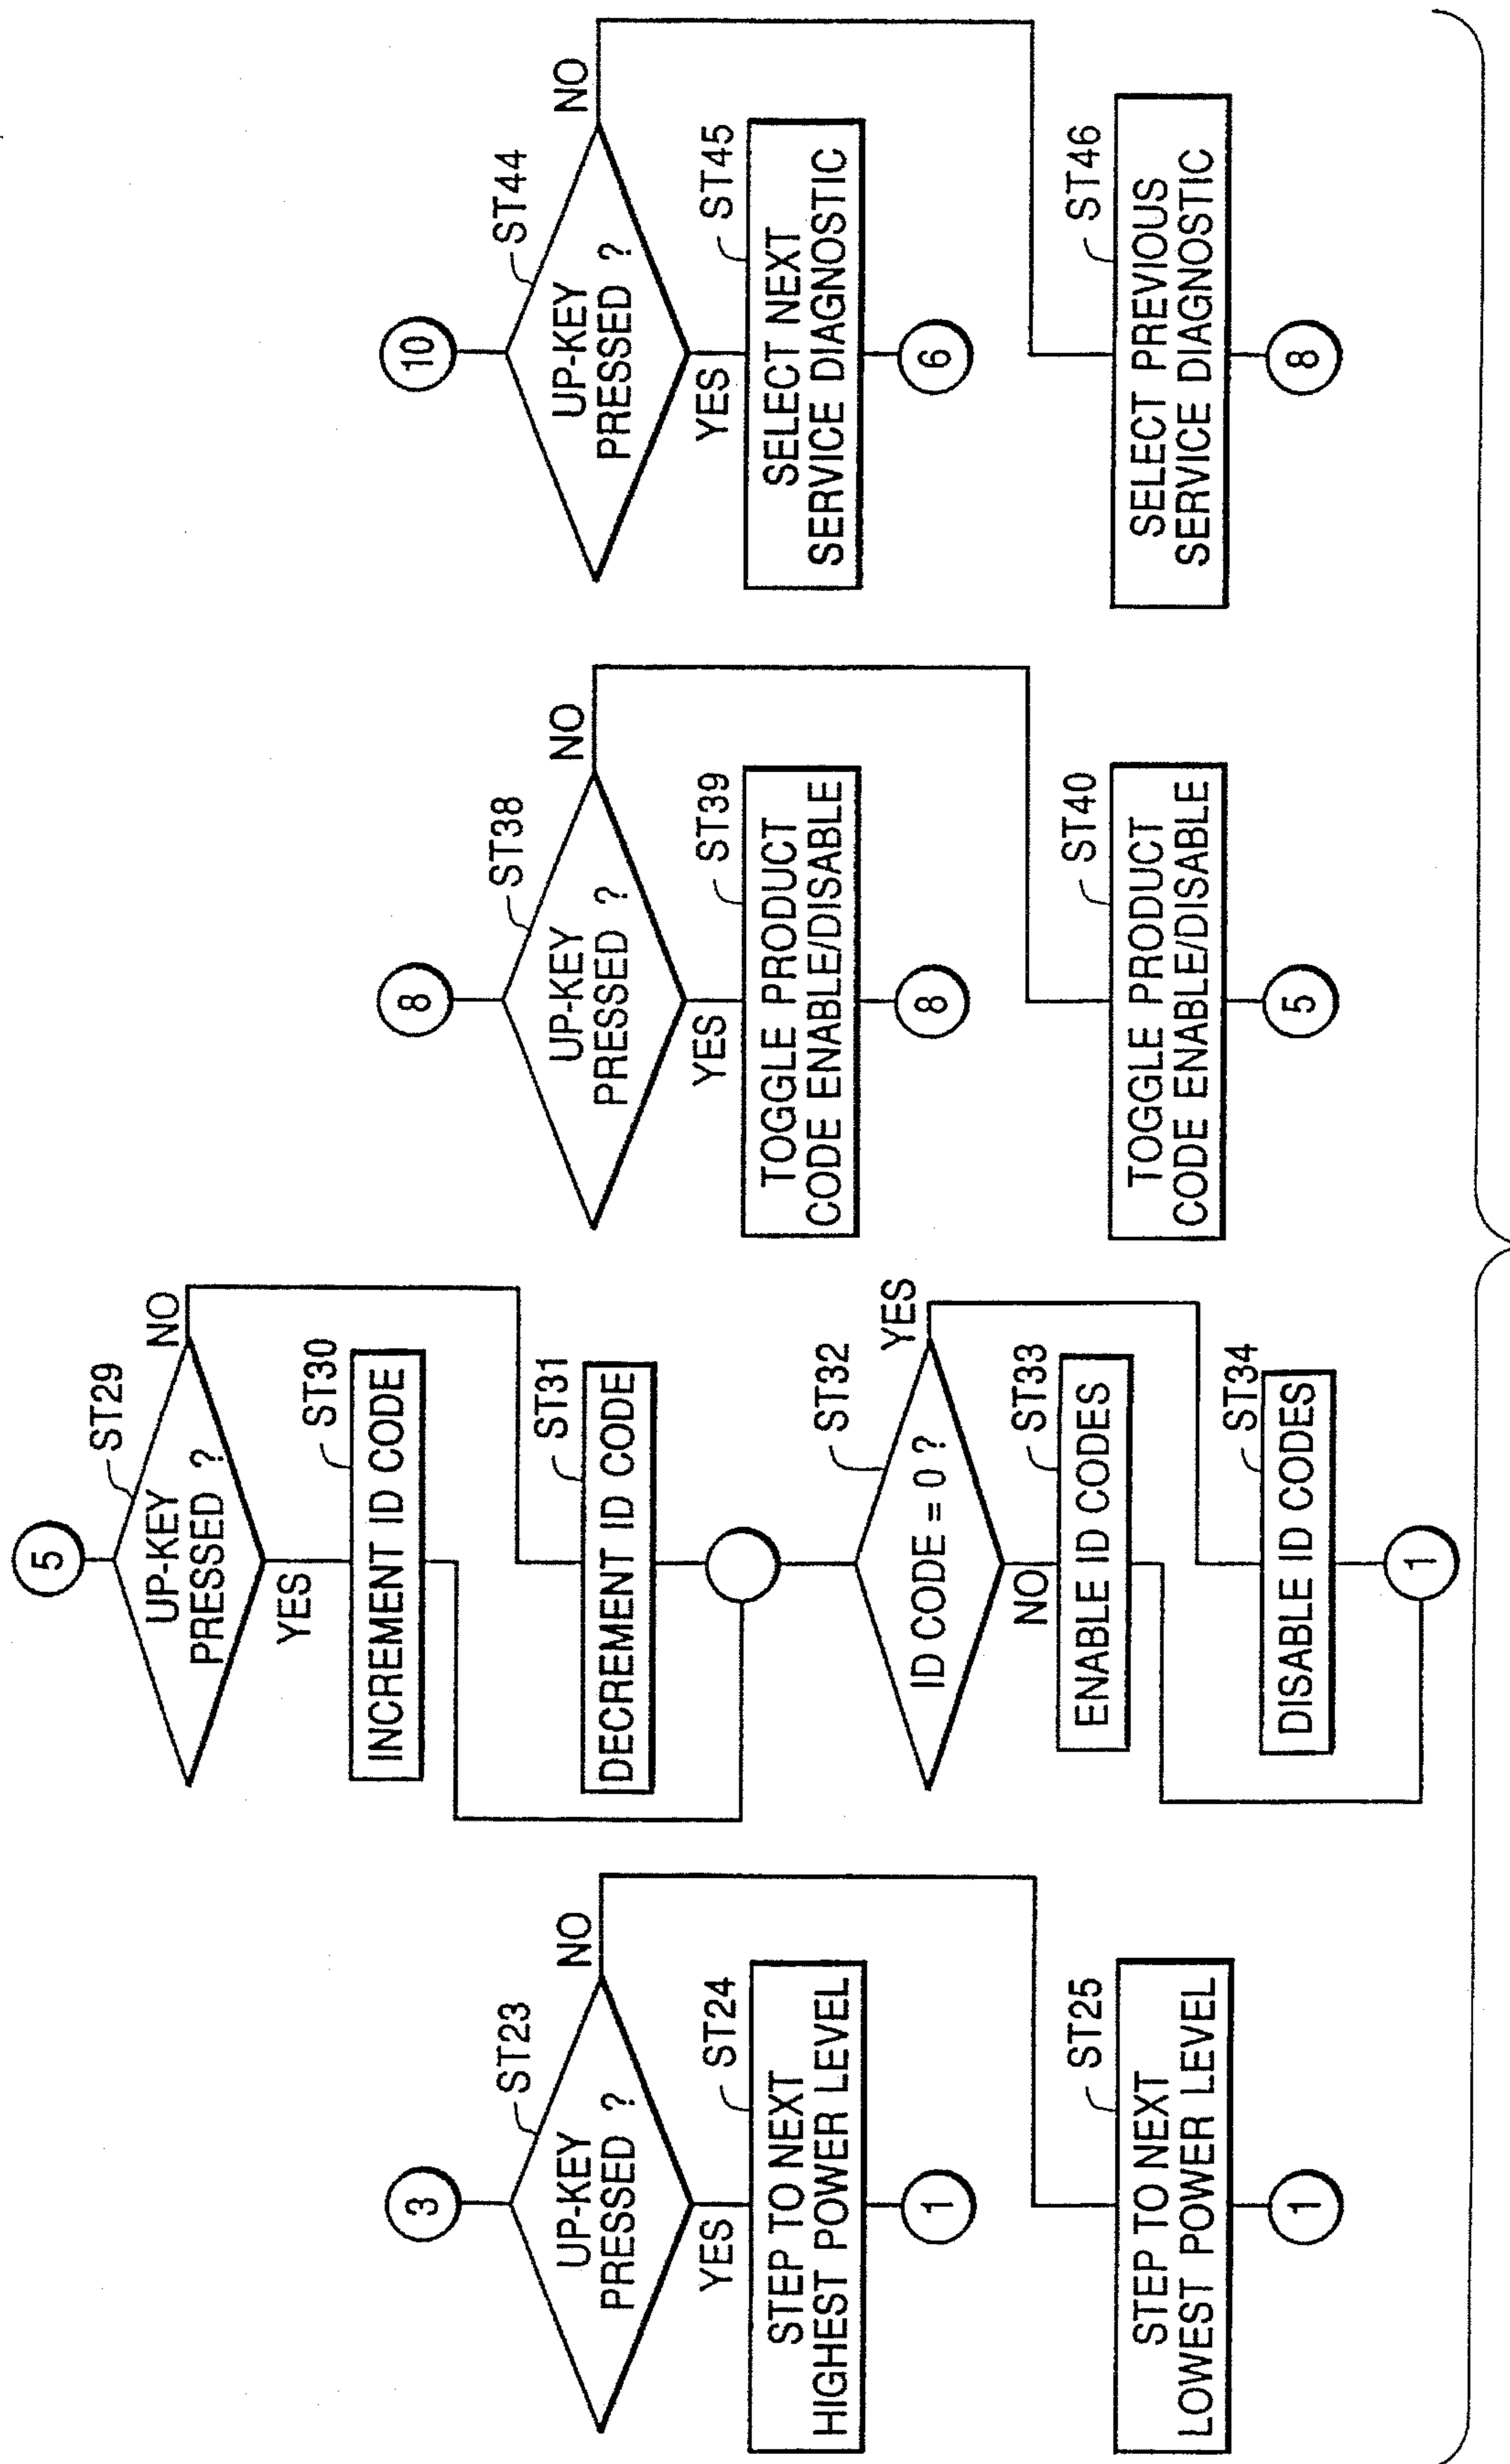 3
UP-KEY
PRESSED ?
ST23
NO
YES
STEP TO NEXT
HIGHEST POWER LEVEL
ST24
1
STEP TO NEXT
LOWEST POWER LEVEL
ST25
1
5
UP-KEY
PRESSED ?
ST29
NO
YES
INCREMENT ID CODE
ST30
DECREMENT ID CODE
ST31
ID CODE = 0 ?
ST32
YES
NO
ENABLE ID CODES
ST33
DISABLE ID CODES
ST34
1
8
UP-KEY
PRESSED ?
ST38
NO
YES
TOGGLE PRODUCT
CODE ENABLE/DISABLE
ST39
8
TOGGLE PRODUCT
CODE ENABLE/DISABLE
ST40
5
10
UP-KEY
PRESSED ?
ST44
NO
YES
SELECT NEXT
SERVICE DIAGNOSTIC
ST45
6
SELECT PREVIOUS
SERVICE DIAGNOSTIC
ST46
8